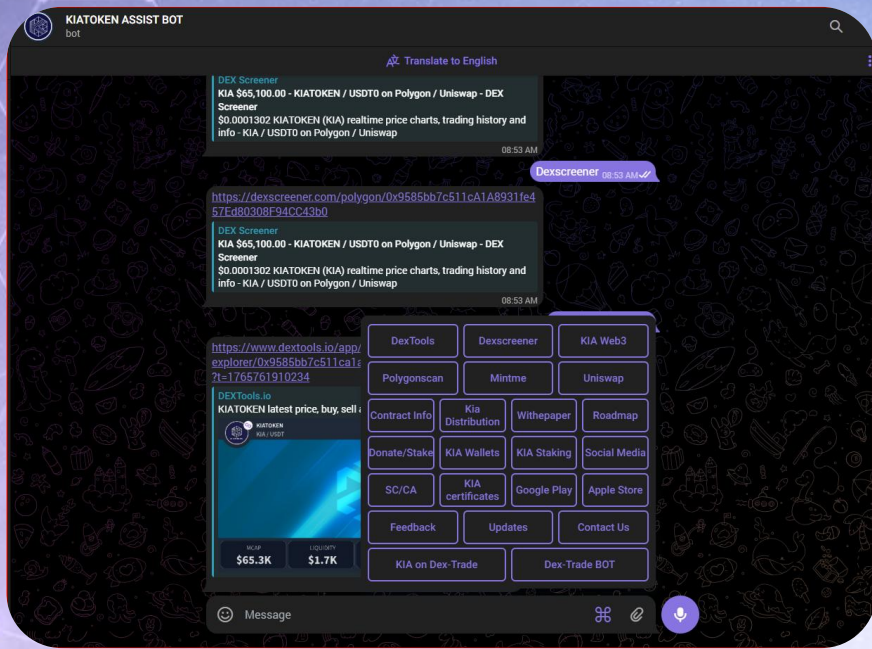 KIATOKEN ASSIST BOT
bot
Translate to English
DEX Screener
KIA $65,100.00 - KIATOKEN / USDT0 on Polygon / Uniswap - DEX
Screener
$0.0001302 KIATOKEN (KIA) realtime price charts, trading history and
info - KIA / USDT0 on Polygon / Uniswap
08:53 AM
Dexscreener 08:53 AM
https://dexscreener.com/polygon/0x9585bb7c511cA1A8931fe4
57Ed80308F94CC43b0
DEX Screener
KIA $65,100.00 - KIATOKEN / USDT0 on Polygon / Uniswap - DEX
Screener
$0.0001302 KIATOKEN (KIA) realtime price charts, trading history and
info - KIA / USDT0 on Polygon / Uniswap
08:53 AM
https://www.dextools.io/app/
explorer/0x9585bb7c511ca1a
?t=1765761910234
DEXTools.io
KIATOKEN latest price, buy, sell
KIATOKEN
KIA / USDT
MCAP LIQUIDITY
$65.3K $1.7K
DexTools Dexscreener KIA Web3
Polygonscan Mintme Uniswap
Contract Info Kia Distribution Withepaper Roadmap
Donate/Stake KIA Wallets KIA Staking Social Media
SC/CA KIA certificates Google Play Apple Store
Feedback Updates Contact Us
KIA on Dex-Trade Dex-Trade BOT
Message